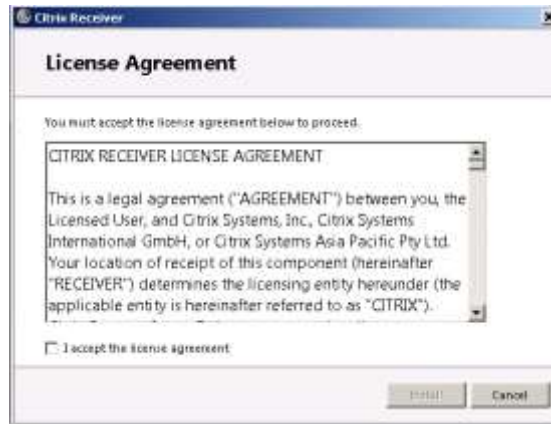 Citrix Receiver
License Agreement
You must accept the license agreement below to proceed.
CITRIX RECEIVER LICENSE AGREEMENT
This is a legal agreement ("AGREEMENT") between you, the
Licensed User, and Citrix Systems, Inc., Citrix Systems
International GmbH, or Citrix Systems Asia Pacific Pty Ltd.
Your location of receipt of this component (hereinafter
"RECEIVER") determines the licensing entity hereunder (the
applicable entity is hereinafter referred to as "CITRIX").
I accept the license agreement
Install
Cancel